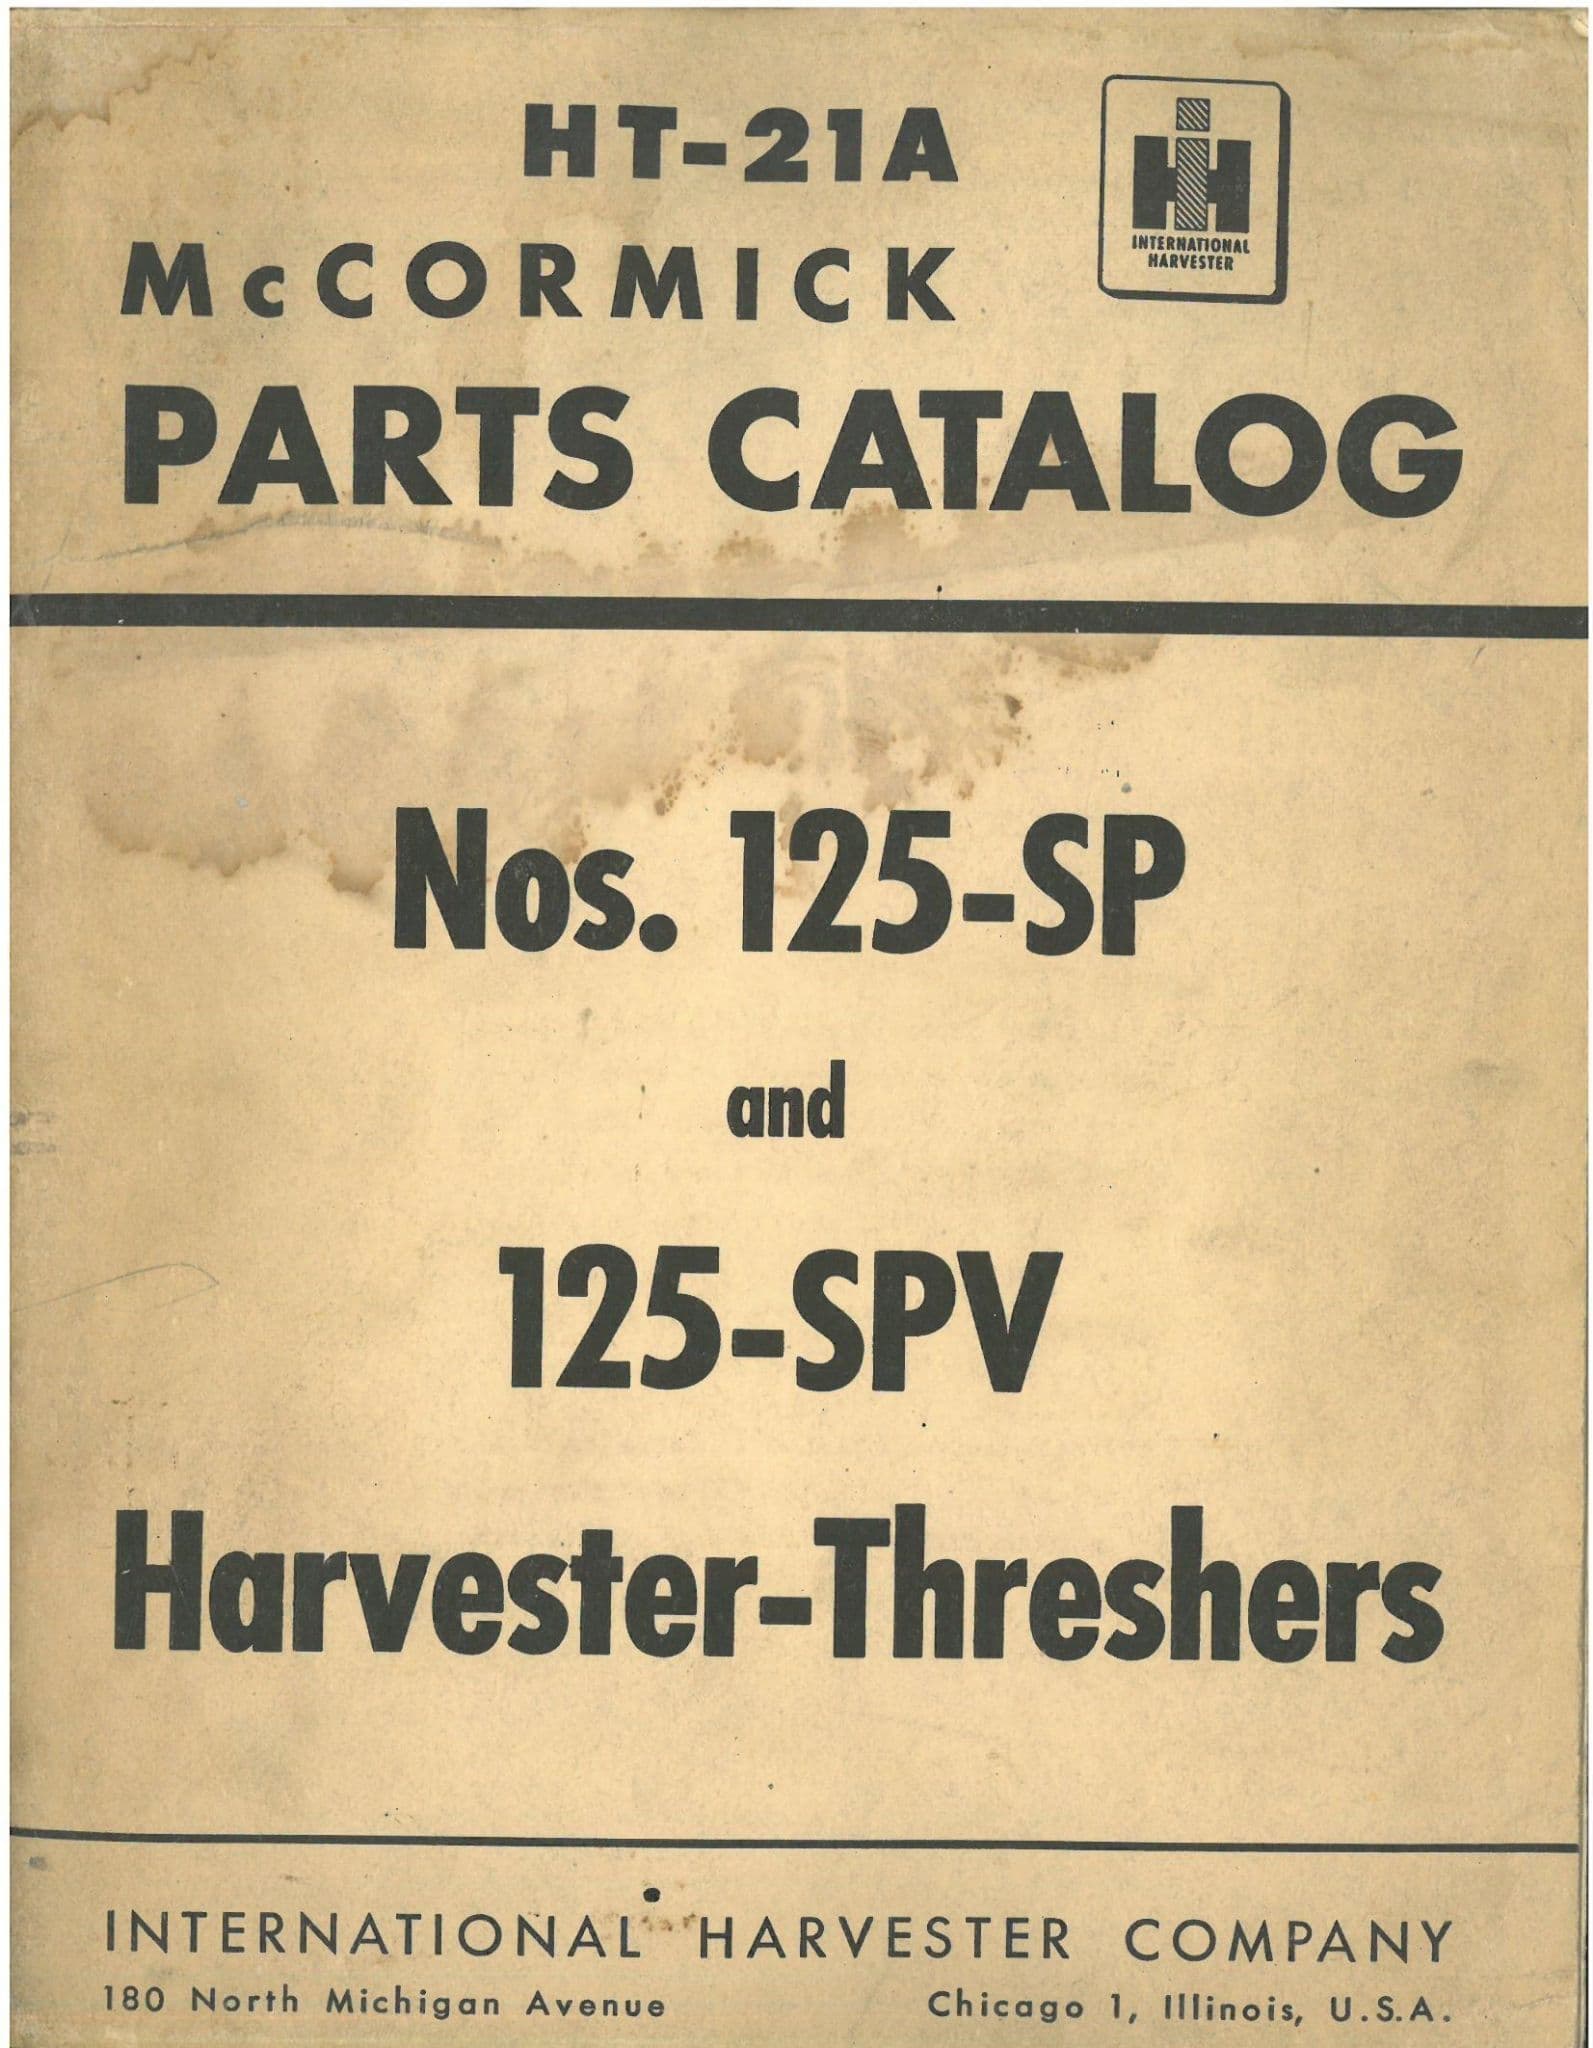 HT-21A
McCORMICK
PARTS CATALOG
IH
INTERNATIONAL
HARVESTER
Nos. 125-SP
and
125-SPV
Harvester-Threshers
INTERNATIONAL HARVESTER COMPANY
180 North Michigan Avenue Chicago 1, Illinois, U.S.A.